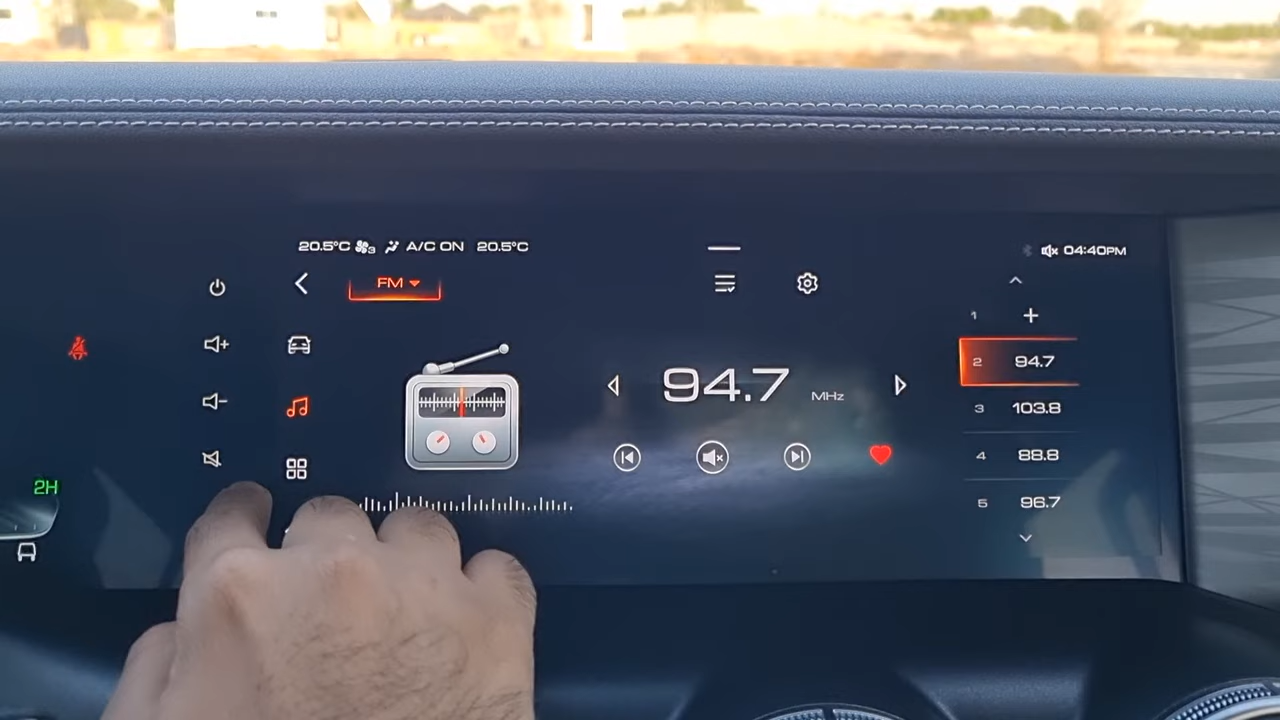 20.5°C 3 A/C ON 20.5°C
04:40PM
FM
1 +
2 94.7
94.7 MHz
3 103.8
4 88.8
5 96.7
2H